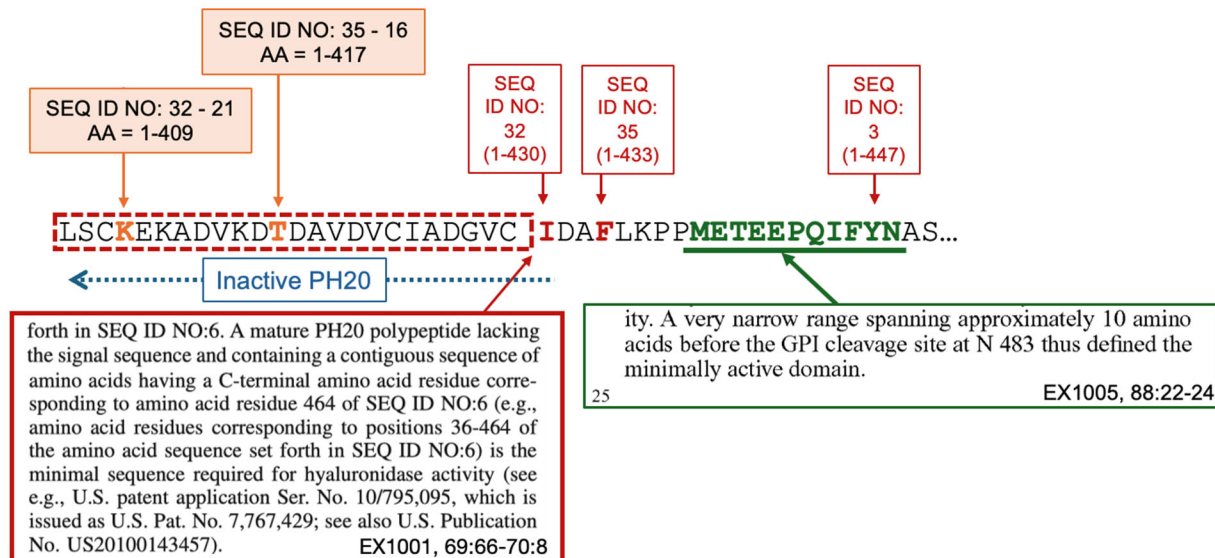 SEQ ID NO: 35 - 16
AA = 1-417
SEQ ID NO: 32 - 21
AA = 1-409
SEQ
ID NO:
32
(1-430)
SEQ
ID NO:
35
(1-433)
SEQ
ID NO:
3
(1-447)
LSCKEKADVKDTDAVDVCIADGVC IDAFLKPPMETEEPQIFYNAS...
Inactive PH20
forth in SEQ ID NO:6. A mature PH20 polypeptide lacking
the signal sequence and containing a contiguous sequence of
amino acids having a C-terminal amino acid residue corre-
sponding to amino acid residue 464 of SEQ ID NO:6 (e.g.,
amino acid residues corresponding to positions 36-464 of
the amino acid sequence set forth in SEQ ID NO:6) is the
minimal sequence required for hyaluronidase activity (see
e.g., U.S. patent application Ser. No. 10/795,095, which is
issued as U.S. Pat. No. 7,767,429; see also U.S. Publication
No. US20100143457).
EX1001, 69:66-70:8
ity. A very narrow range spanning approximately 10 amino
acids before the GPI cleavage site at N 483 thus defined the
minimally active domain.
25
EX1005, 88:22-24